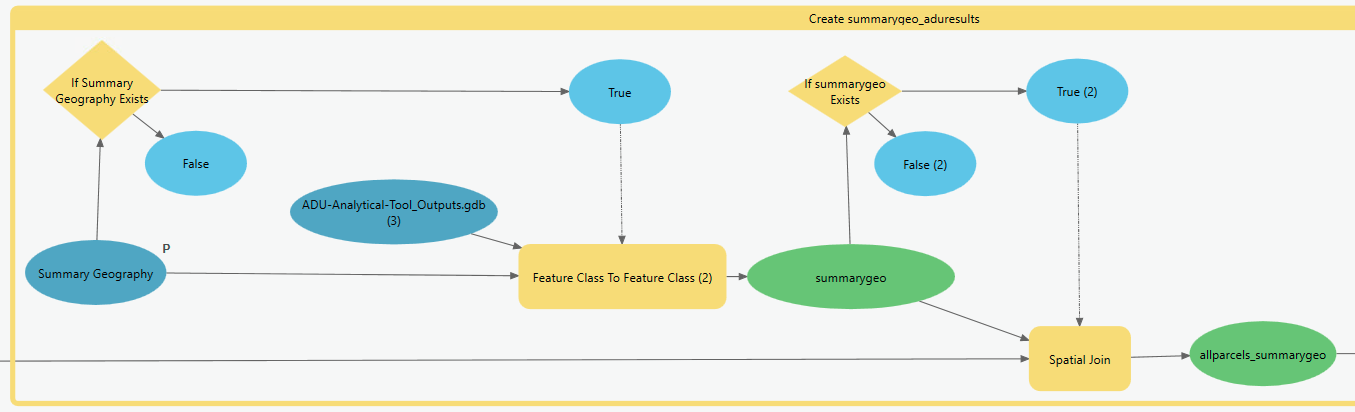 Create summarygeo_aduresults
If Summary
Geography Exists
True
If summarygeo
Exists
True (2)
False
False (2)
ADU-Analytical-Tool_Outputs.gdb
(3)
P
Summary Geography
Feature Class To Feature Class (2)
summarygeo
Spatial Join
allparcels_summarygeo